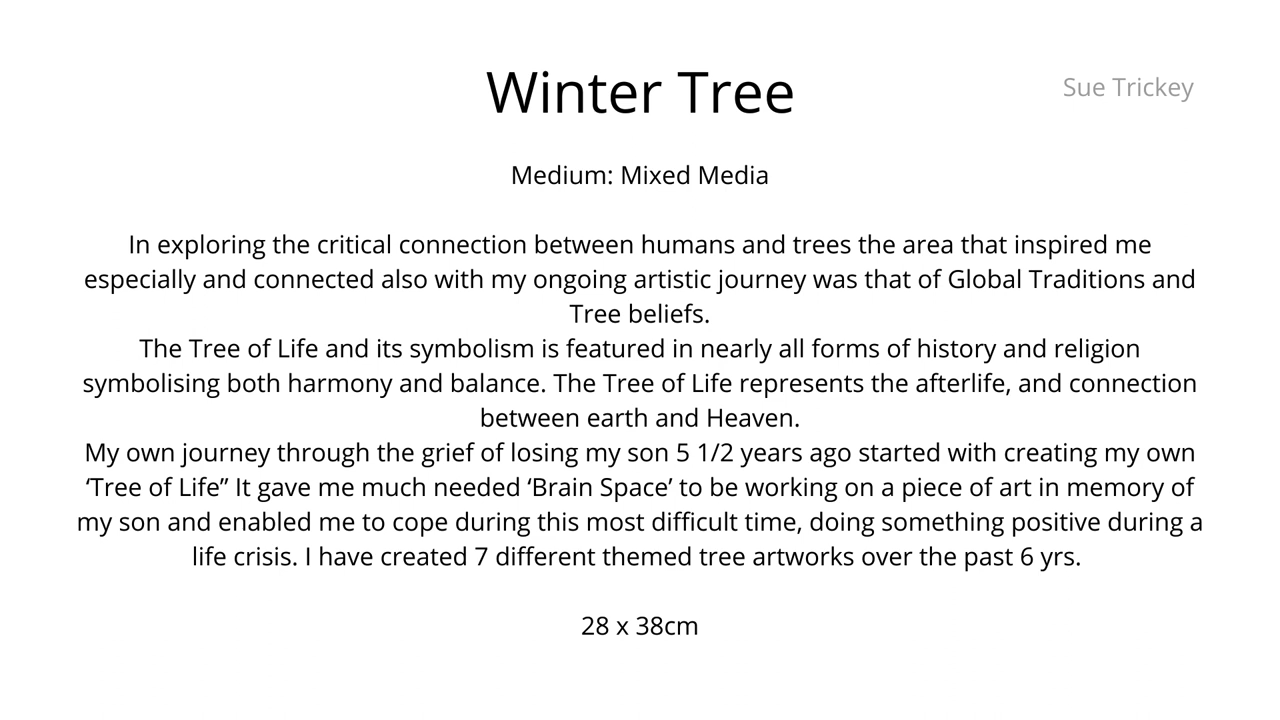 Winter Tree
Sue Trickey
Medium: Mixed Media
In exploring the critical connection between humans and trees the area that inspired me
especially and connected also with my ongoing artistic journey was that of Global Traditions and
Tree beliefs.
The Tree of Life and its symbolism is featured in nearly all forms of history and religion
symbolising both harmony and balance. The Tree of Life represents the afterlife, and connection
between earth and Heaven.
My own journey through the grief of losing my son 5 1/2 years ago started with creating my own
‘Tree of Life” It gave me much needed ‘Brain Space’ to be working on a piece of art in memory of
my son and enabled me to cope during this most difficult time, doing something positive during a
life crisis. I have created 7 different themed tree artworks over the past 6 yrs.
28 x 38cm